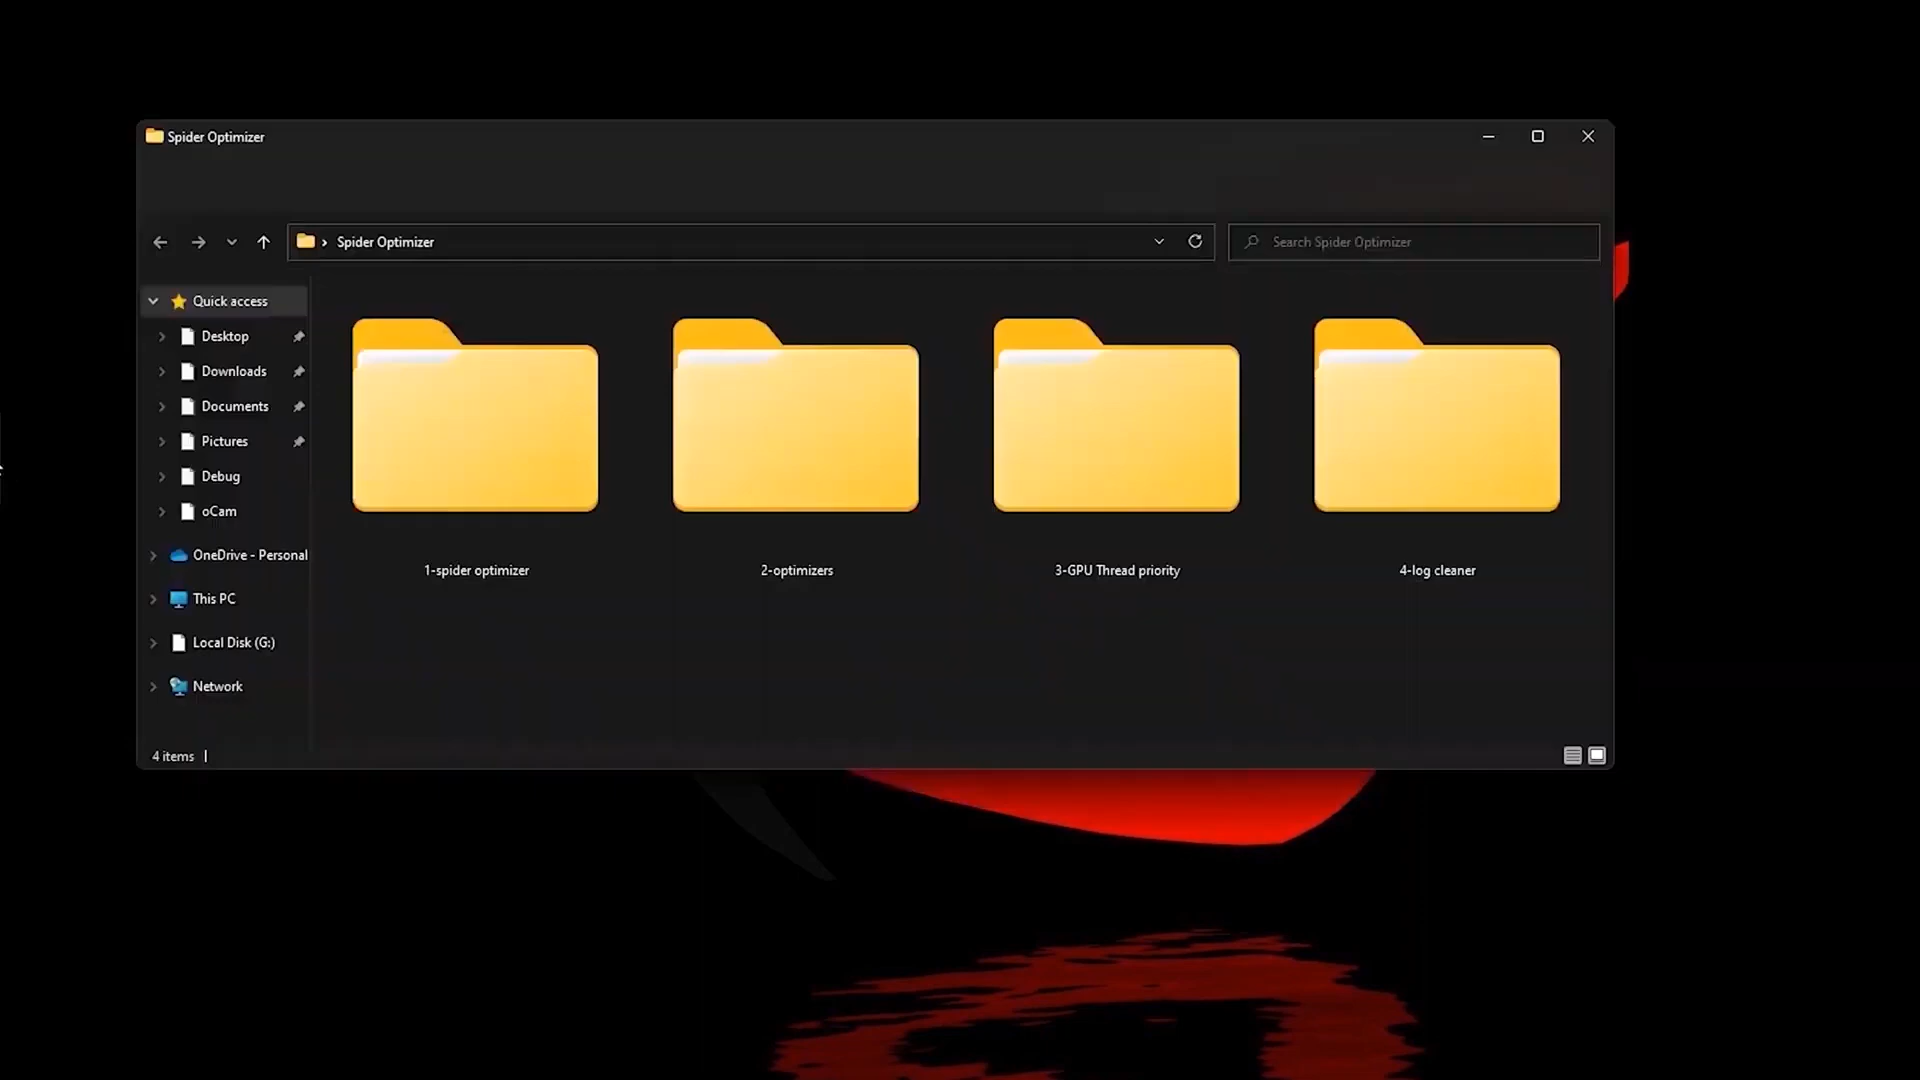 Spider Optimizer
Spider Optimizer
Search Spider Optimizer
Quick access
Desktop
Downloads
Documents
Pictures
Debug
oCam
OneDrive - Personal
This PC
Local Disk (G:)
Network
1-spider optimizer
2-optimizers
3-GPU Thread priority
4-log cleaner
4 items